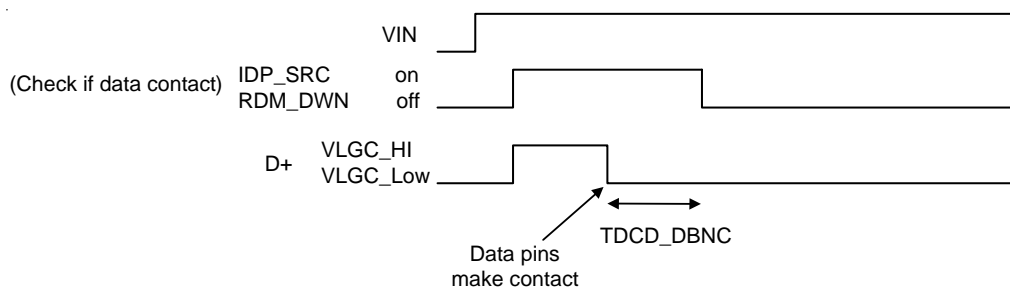 VIN
(Check if data contact) IDP_SRC on
RDM_DWN off
D+ VLGC_HI
VLGC_Low
TDCD_DBNC
Data pins
make contact